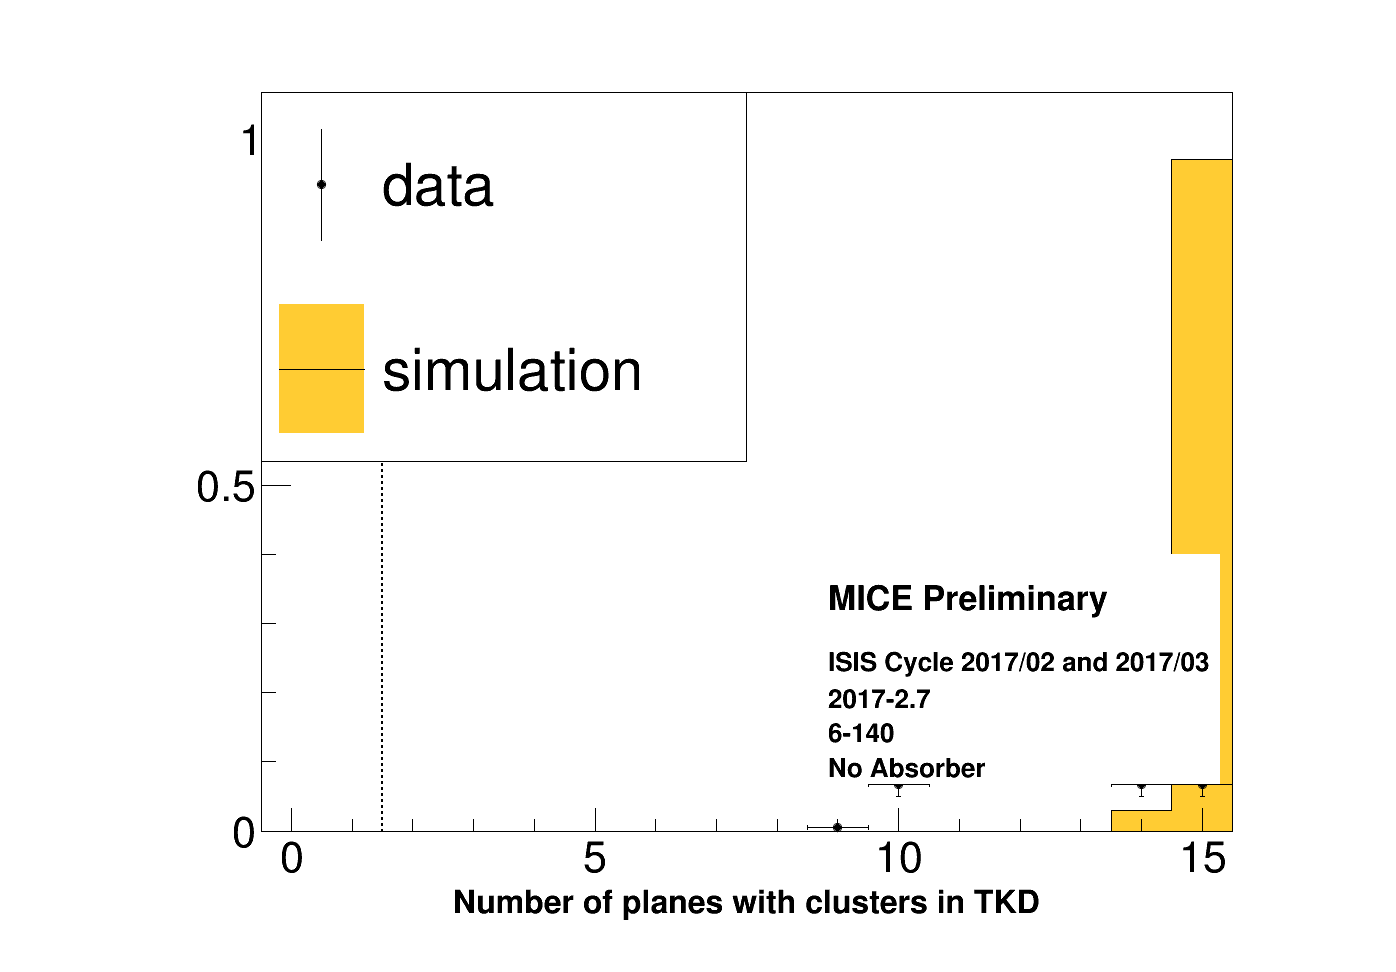 1
data
simulation
0.5
MICE Preliminary
ISIS Cycle 2017/02 and 2017/03
2017-2.7
6-140
No Absorber
0
0 5 10 15
Number of planes with clusters in TKD